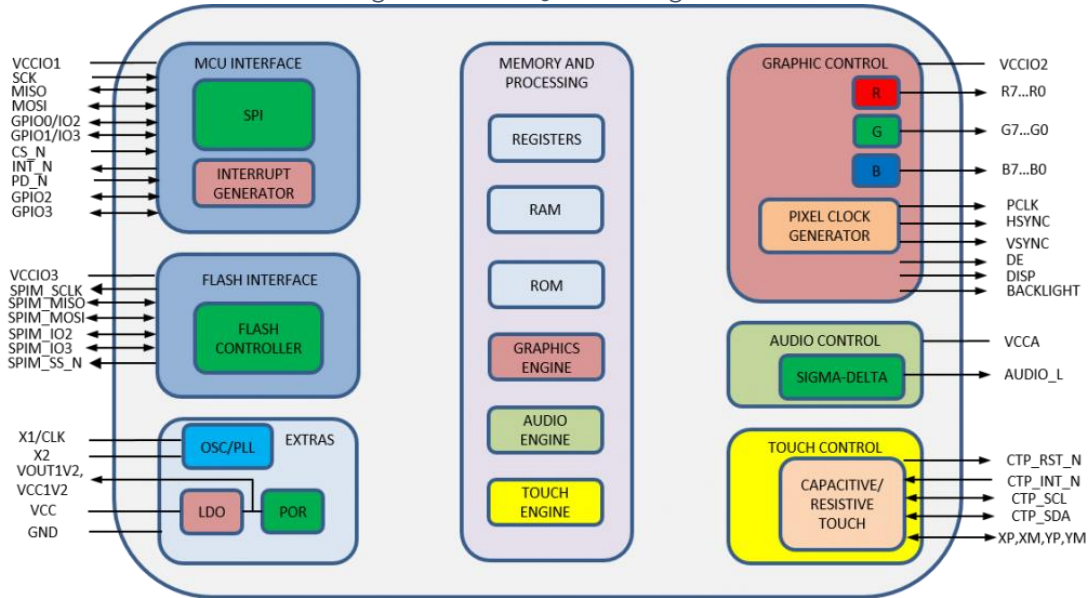 MCU INTERFACE
VCCIO1
SCK
MISO
MOSI
GPIO0/IO2
GPIO1/IO3
CS_N
INT_N
PD_N
GPIO2
GPIO3
SPI
INTERRUPT
GENERATOR
FLASH INTERFACE
VCCIO3
SPIM_SCLK
SPIM_MISO
SPIM_MOSI
SPIM_IO2
SPIM_IO3
SPIM_SS_N
FLASH
CONTROLLER
EXTRAS
X1/CLK
X2
VOUT1V2,
VCC1V2
VCC
GND
OSC/PLL
LDO
POR
MEMORY AND
PROCESSING
REGISTERS
RAM
ROM
GRAPHICS
ENGINE
AUDIO
ENGINE
TOUCH
ENGINE
GRAPHIC CONTROL
R
G
B
PIXEL CLOCK
GENERATOR
VCCIO2
R7...R0
G7...G0
B7...B0
PCLK
HSYNC
VSYNC
DE
DISP
BACKLIGHT
AUDIO CONTROL
SIGMA-DELTA
VCCA
AUDIO_L
TOUCH CONTROL
CAPACITIVE/
RESISTIVE
TOUCH
CTP_RST_N
CTP_INT_N
CTP_SCL
CTP_SDA
XP,XM,YP,YM